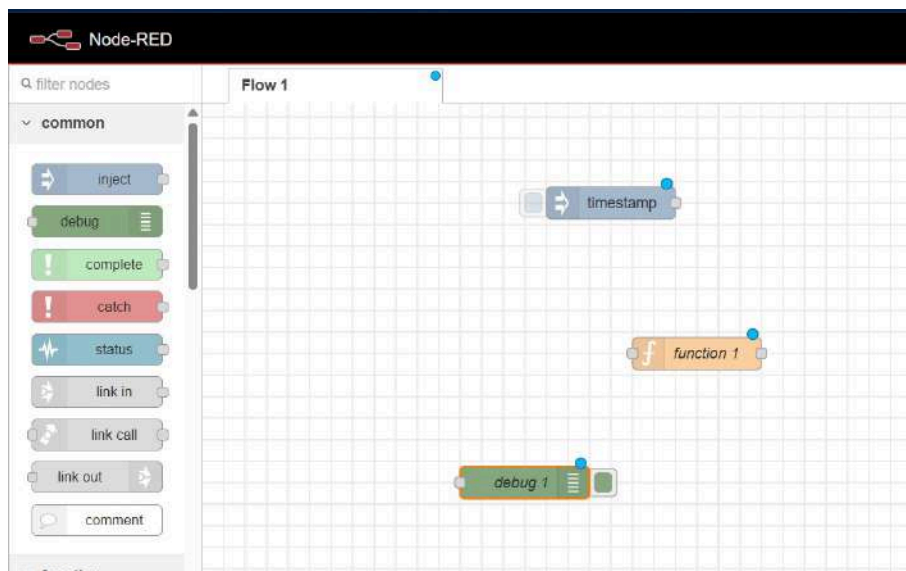 Node-RED
filter nodes
Flow 1
common
inject
debug
complete
catch
status
link in
link call
link out
comment
timestamp
function 1
debug 1